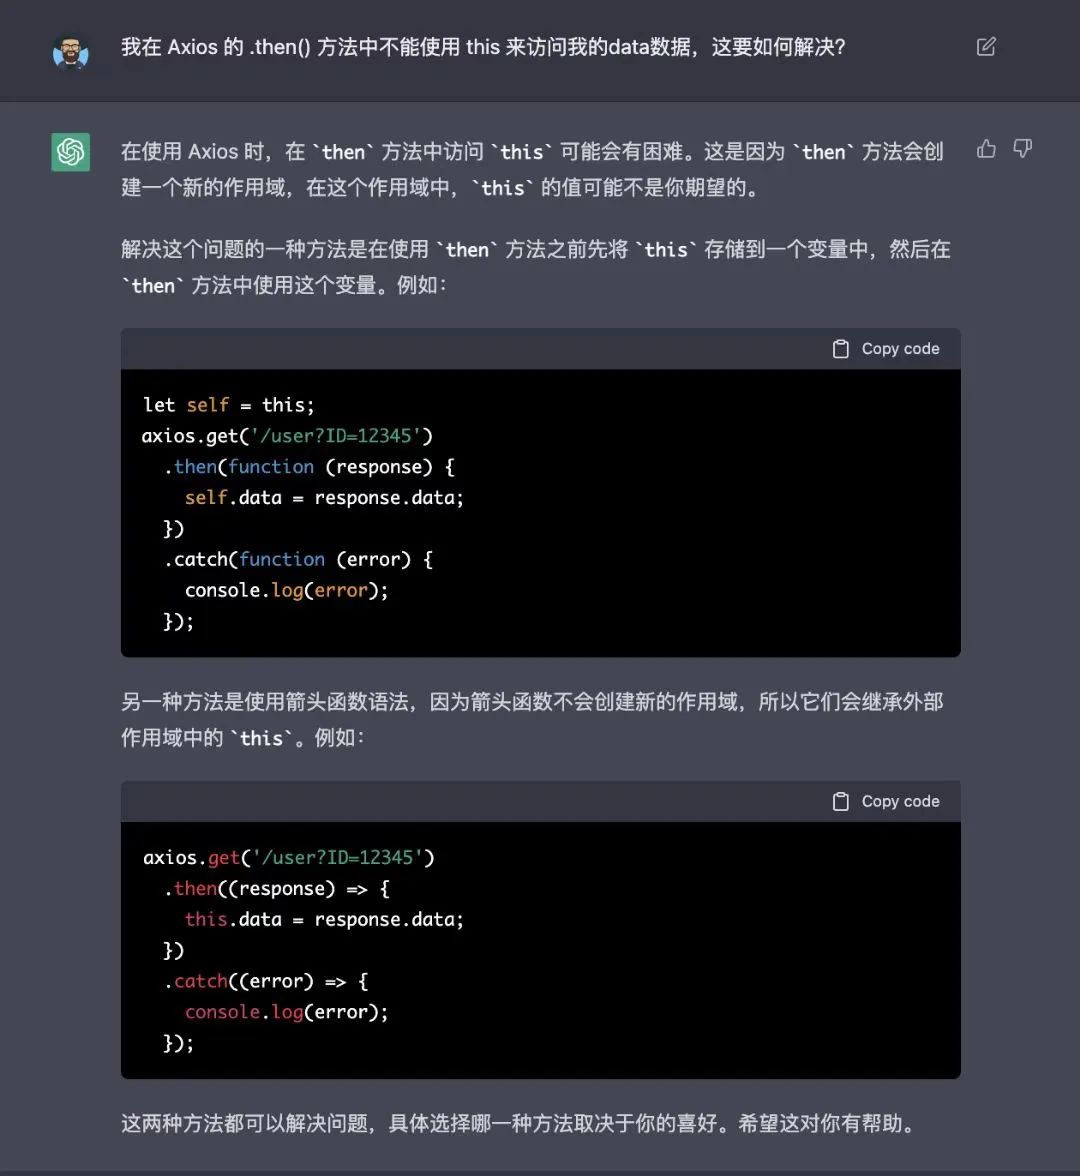 我在 Axios 的 .then() 方法中不能使用 this 来访问我的data数据，这要如何解决？
在使用 Axios 时，在 `then` 方法中访问 `this` 可能会有困难。这是因为 `then` 方法会创
建一个新的作用域，在这个作用域中，`this` 的值可能不是你期望的。
解决这个问题的一种方法是在使用 `then` 方法之前先将 `this` 存储到一个变量中，然后在
`then` 方法中使用这个变量。例如：
Copy code
let self = this;
axios.get('/user?ID=12345')
  .then(function (response) {
    self.data = response.data;
  })
  .catch(function (error) {
    console.log(error);
  });
另一种方法是使用箭头函数语法，因为箭头函数不会创建新的作用域，所以它们会继承外部
作用域中的 `this`。例如：
Copy code
axios.get('/user?ID=12345')
  .then((response) => {
    this.data = response.data;
  })
  .catch((error) => {
    console.log(error);
  });
这两种方法都可以解决问题，具体选择哪一种方法取决于你的喜好。希望这对你有帮助。